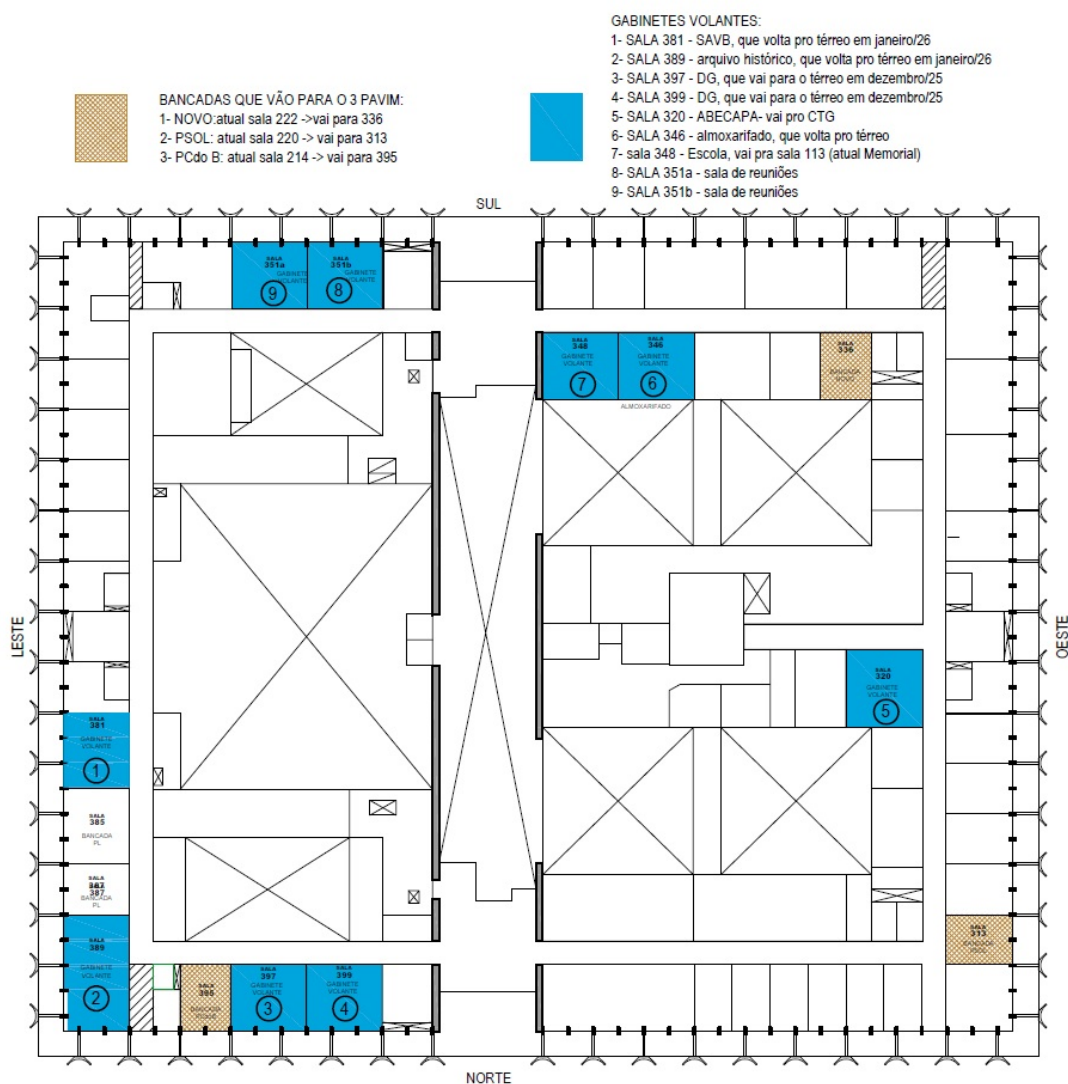 GABINETES VOLANTES:
1- SALA 381 - SAVB, que volta pro térreo em janeiro/26
2- SALA 389 - arquivo histórico, que volta pro térreo em janeiro/26
3- SALA 397 - DG, que vai para o térreo em dezembro/25
4- SALA 399 - DG, que vai para o térreo em dezembro/25
5- SALA 320 - ABECAPA- vai pro CTG
6- SALA 346 - almoxarifado, que volta pro térreo
7- sala 348 - Escola, vai pra sala 113 (atual Memorial)
8- SALA 351a - sala de reuniões
9- SALA 351b - sala de reuniões
BANCADAS QUE VÃO PARA O 3 PAVIM:
1- NOVO:atual sala 222 ->vai para 336
2- PSOL: atual sala 220 -> vai para 313
3- PCdo B: atual sala 214 -> vai para 395
SUL
SALA
351a
GABINETE
VOLANTE
9
SALA
351b
GABINETE
VOLANTE
8
SALA
348
GABINETE
VOLANTE
7
SALA
346
GABINETE
VOLANTE
6
ALMOXARIFADO
SALA
336
BANCADA
NOVO
LESTE
OESTE
SALA
320
GABINETE
VOLANTE
5
SALA
381
GABINETE
VOLANTE
1
SALA
385
BANCADA
PL
SALA
387
BANCADA
PL
SALA
389
GABINETE
VOLANTE
2
SALA
313
BANCADA
PSOL
SALA
395
BANCADA
SALA
397
GABINETE
VOLANTE
3
SALA
399
GABINETE
VOLANTE
4
NORTE